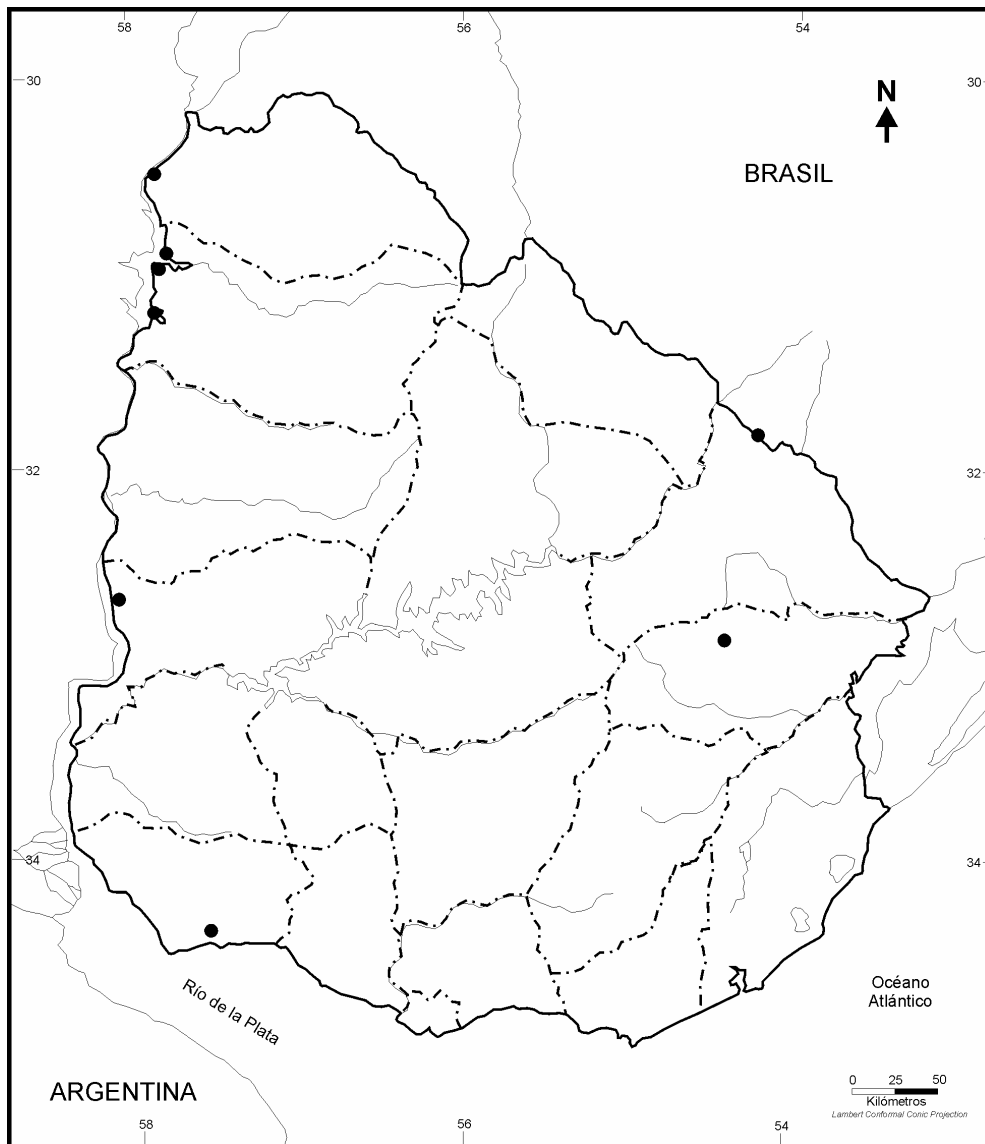 58
56
54
30
30
N
BRASIL
32
32
34
34
Río de la Plata
Océano
Atlántico
ARGENTINA
0 25 50
Kilómetros
Lambert Conformal Conic Projection
58
56
54